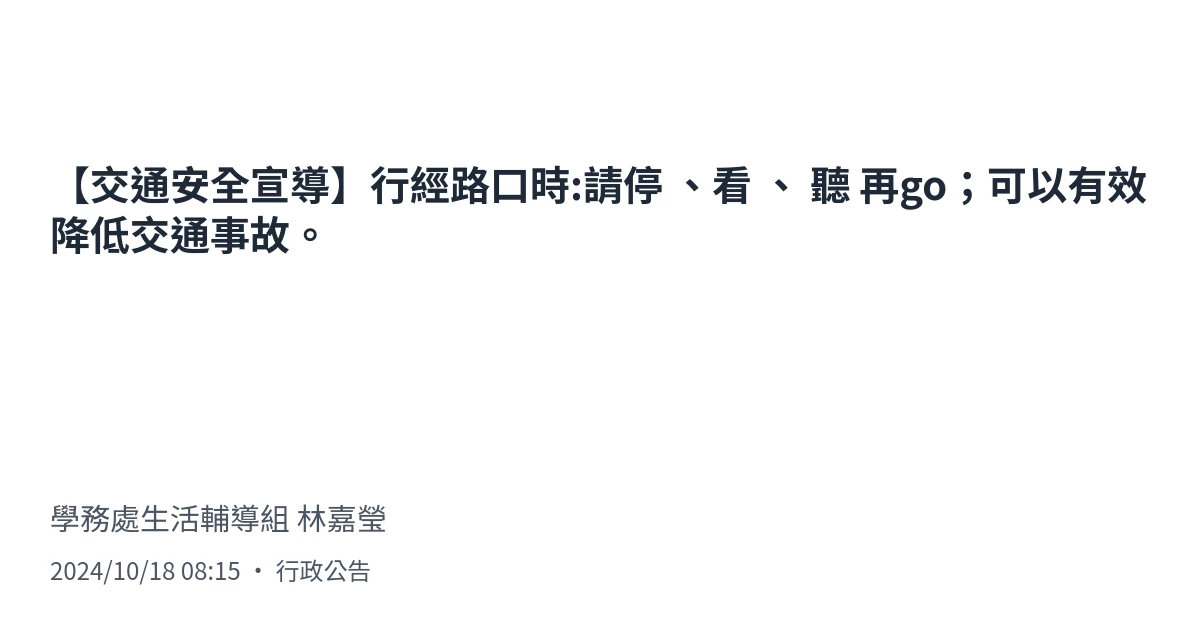 【交通安全宣導】行經路口時:請停 、看 、 聽 再go；可以有效
降低交通事故。
學務處生活輔導組 林嘉瑩
2024/10/18 08:15 • 行政公告